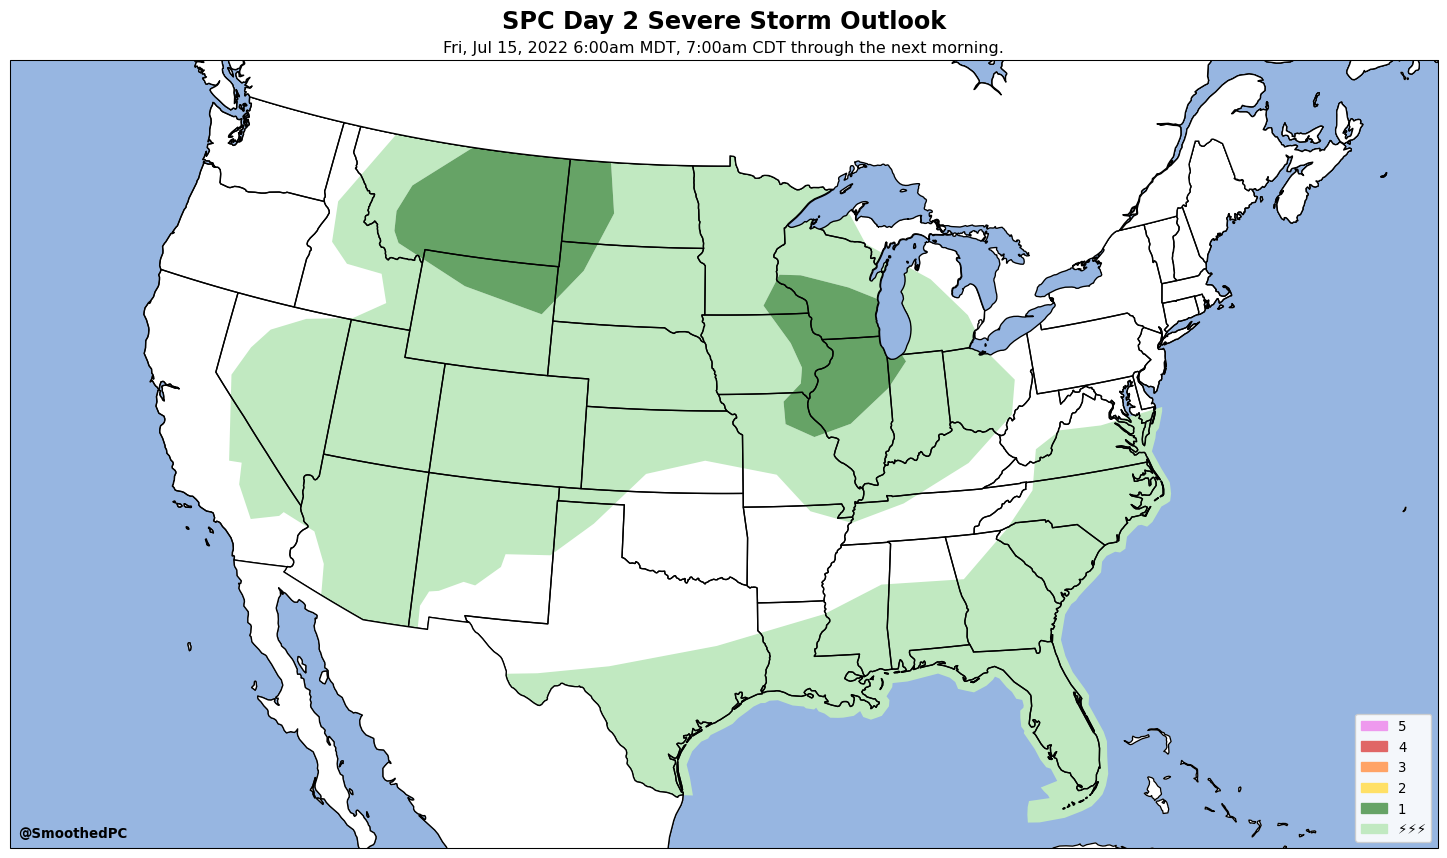 SPC Day 2 Severe Storm Outlook
Fri, Jul 15, 2022 6:00am MDT, 7:00am CDT through the next morning.
5
4
3
2
1
⚡⚡⚡
@SmoothedPC